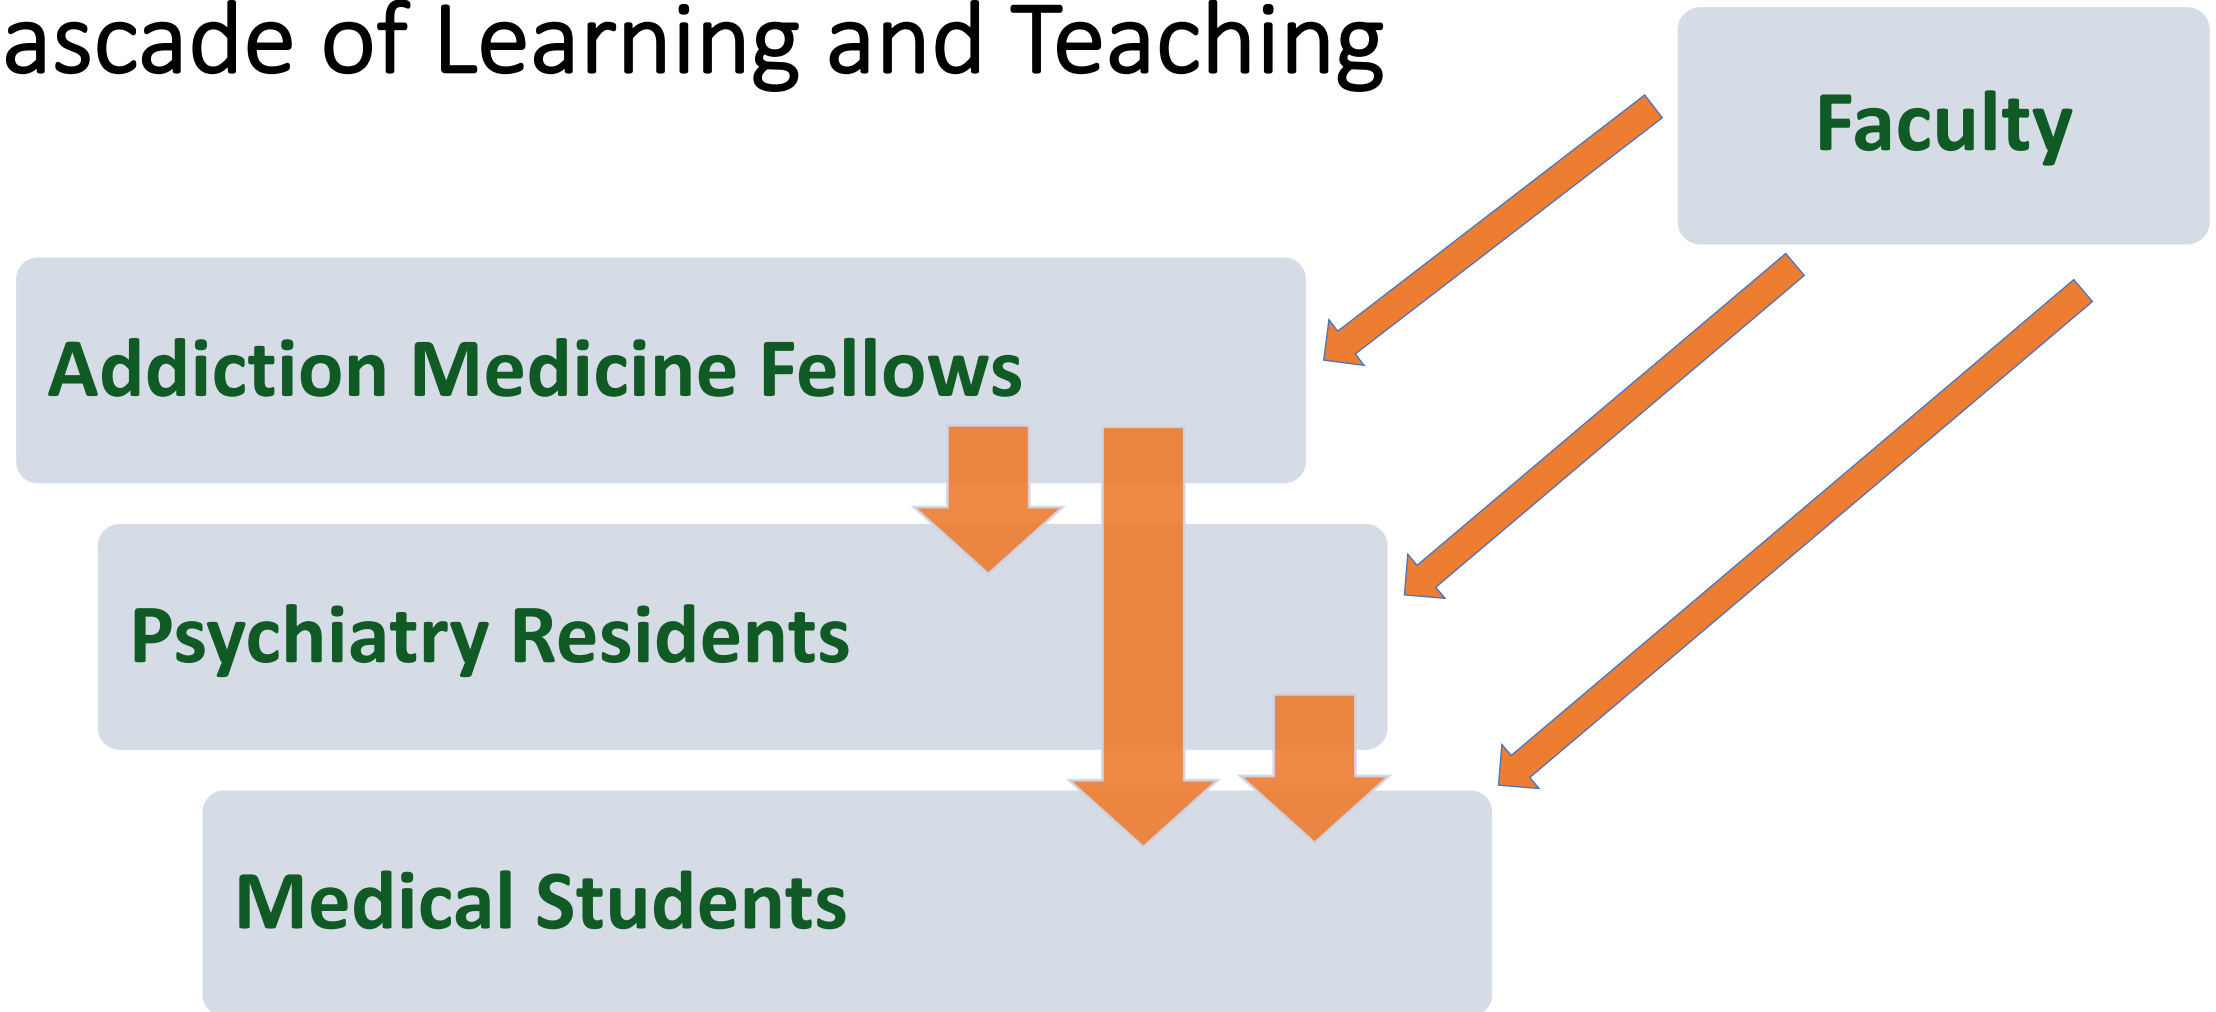 ascade of Learning and Teaching
Faculty
Addiction Medicine Fellows
Psychiatry Residents
Medical Students